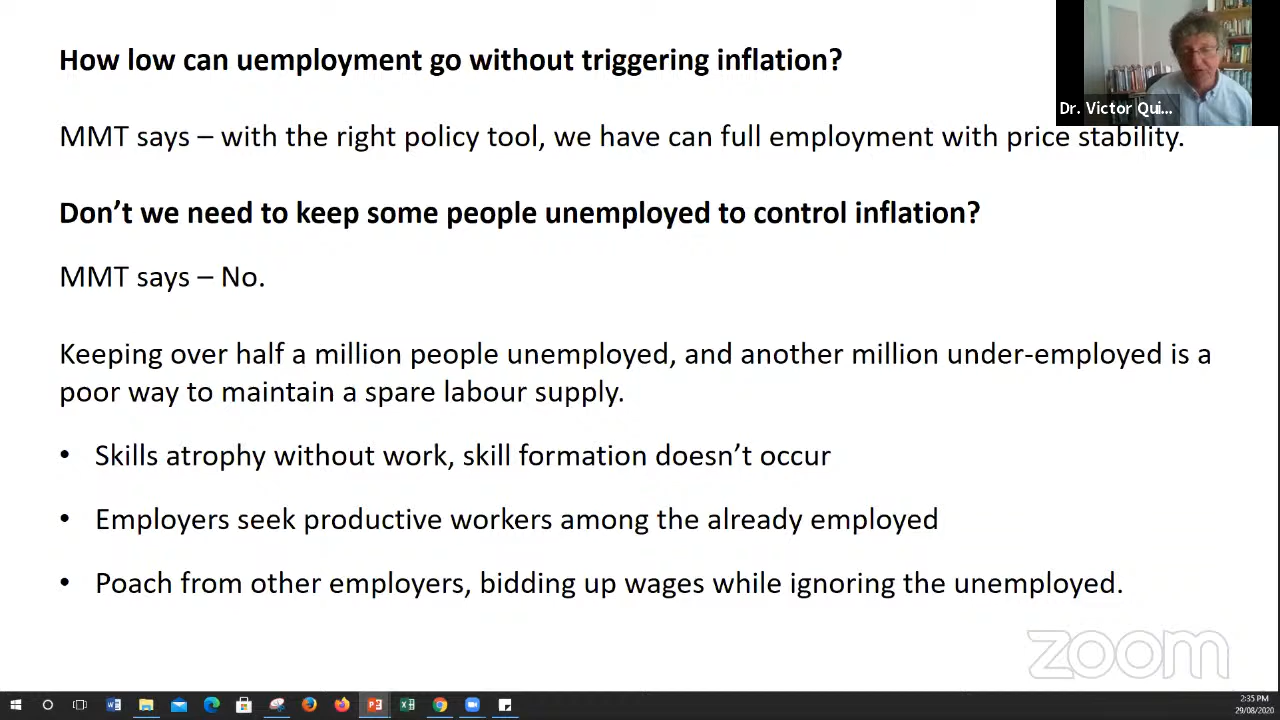 How low can uemployment go without triggering inflation?
Dr. Victor Qui...
MMT says – with the right policy tool, we have can full employment with price stability.
Don't we need to keep some people unemployed to control inflation?
MMT says – No.
Keeping over half a million people unemployed, and another million under-employed is a
poor way to maintain a spare labour supply.
• Skills atrophy without work, skill formation doesn't occur
• Employers seek productive workers among the already employed
• Poach from other employers, bidding up wages while ignoring the unemployed.
zoom
2:35 PM
29/08/2020